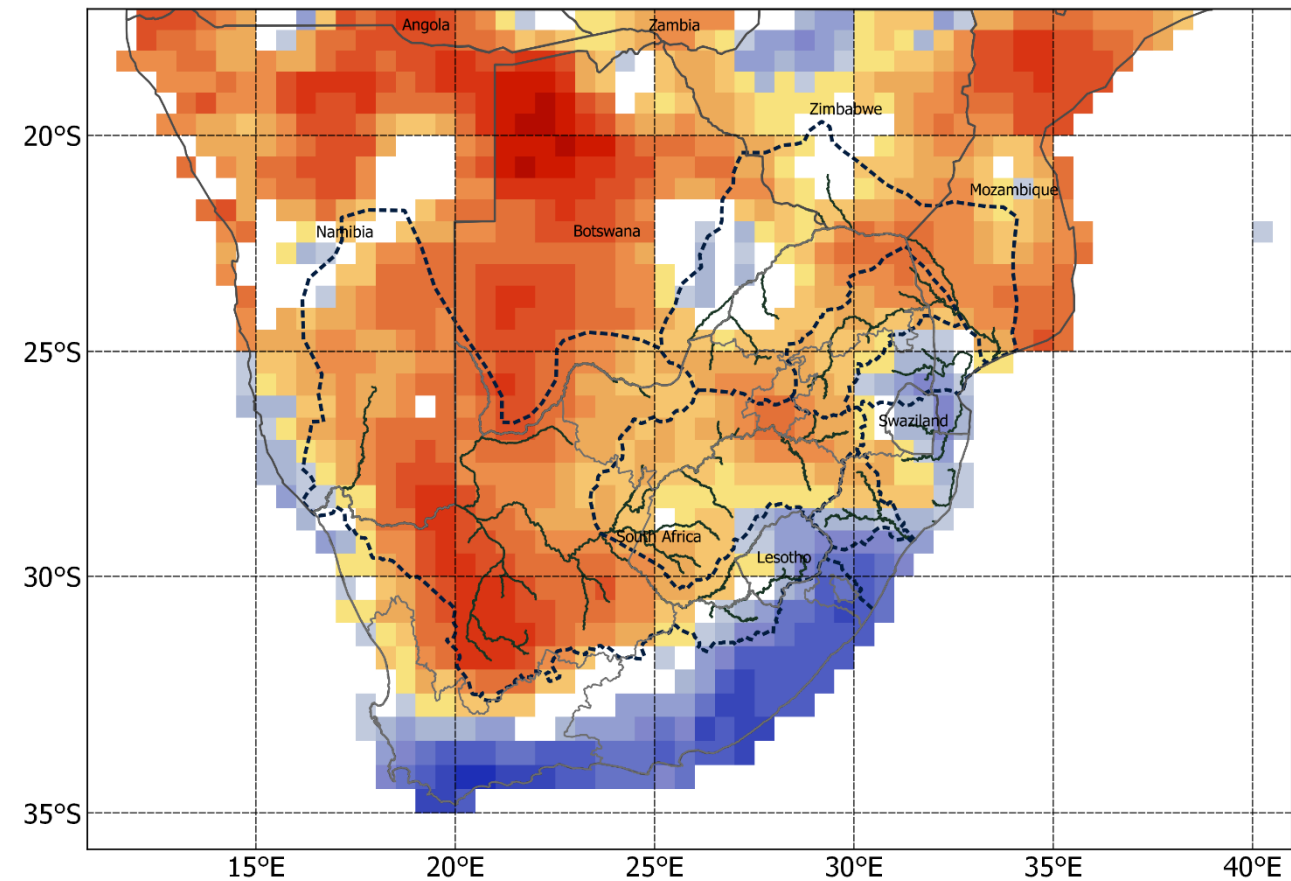 Angola
Zambia
Zimbabwe
20°S
Mozambique
Namibia
Botswana
25°S
Swaziland
South Africa
Lesotho
30°S
35°S
15°E
20°E
25°E
30°E
35°E
40°E